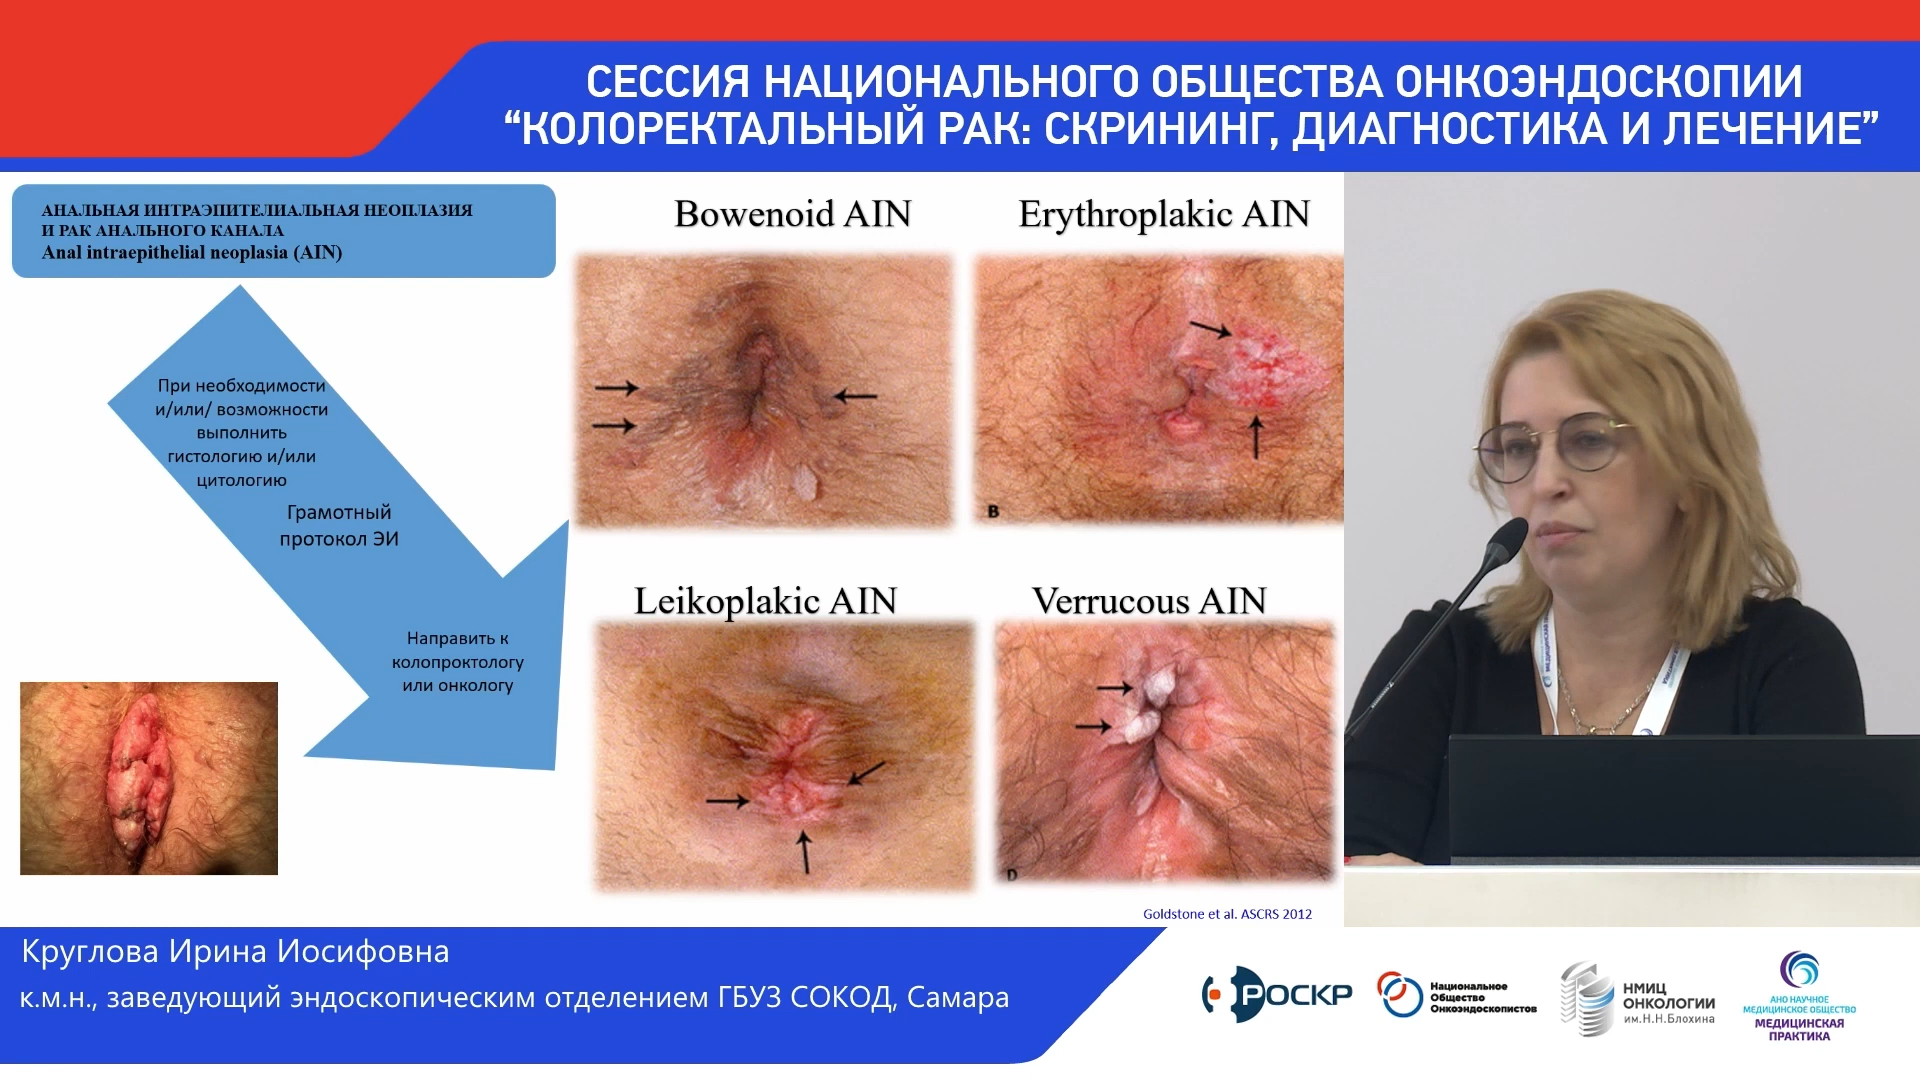 СЕССИЯ НАЦИОНАЛЬНОГО ОБЩЕСТВА ОНКОЭНДОСКОПИИ
“КОЛОРЕКТАЛЬНЫЙ РАК: СКРИНИНГ, ДИАГНОСТИКА И ЛЕЧЕНИЕ”
АНАЛЬНАЯ ИНТРАЭПИТЕЛИАЛЬНАЯ НЕОПЛАЗИЯ
И РАК АНАЛЬНОГО КАНАЛА
Anal intraepithelial neoplasia (AIN)
При необходимости
и/или/ возможности
выполнить
гистологию и/или
цитологию
Грамотный
протокол ЭИ
Направить к
колопроктологу
или онкологу
Bowenoid AIN
Erythroplakic AIN
B
Leikoplakic AIN
Verrucous AIN
D
Goldstone et al. ASCRS 2012
Круглова Ирина Иосифовна
к.м.н., заведующий эндоскопическим отделением ГБУЗ СОКОД, Самара
РОСКР
Национальное
Общество
Онкоэндоскопистов
НМИЦ
ОНКОЛОГИИ
им.Н.Н.Блохина
АНО НАУЧНОЕ
МЕДИЦИНСКОЕ ОБЩЕСТВО
МЕДИЦИНСКАЯ
ПРАКТИКА